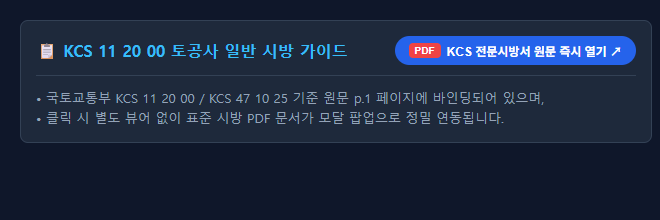 KCS 11 20 00 토공사 일반 시방 가이드
PDF KCS 전문시방서 원문 즉시 열기 ↗
• 국토교통부 KCS 11 20 00 / KCS 47 10 25 기준 원문 p.1 페이지에 바인딩되어 있으며,
• 클릭 시 별도 뷰어 없이 표준 시방 PDF 문서가 모달 팝업으로 정밀 연동됩니다.